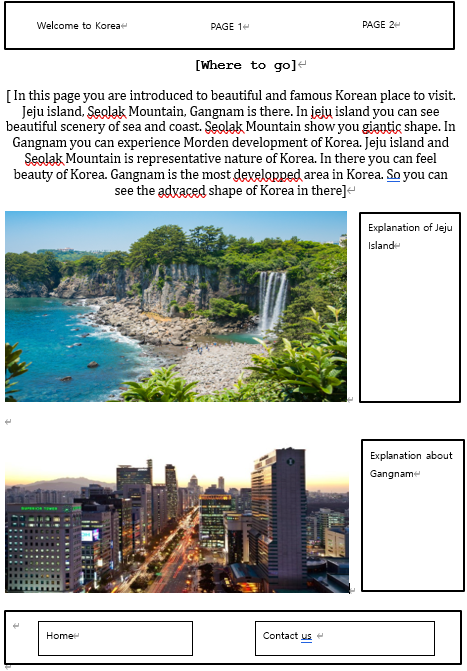 Welcome to Korea PAGE 1 PAGE 2
[Where to go]
[ In this page you are introduced to beautiful and famous Korean place to visit.
Jeju island, Seolak Mountain, Gangnam is there. In jeju island you can see
beautiful scenery of sea and coast. Seolak Mountain show you giantic shape. In
Gangnam you can experience Morden development of Korea. Jeju island and
Seolak Mountain is representative nature of Korea. In there you can feel
beauty of Korea. Gangnam is the most developped area in Korea. So you can
see the advaced shape of Korea in there]
Explanation of Jeju
Island
Explanation about
Gangnam
Home
Contact us